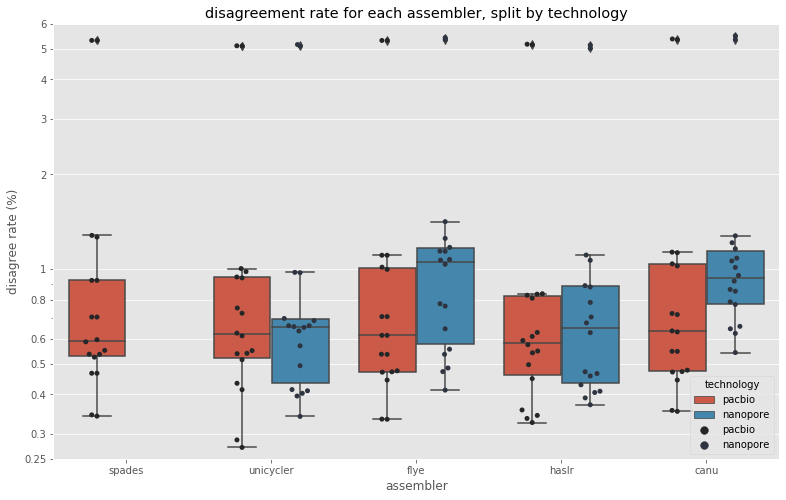 disagreement rate for each assembler, split by technology
disagree rate (%)
6
5
4
3
2
1
0.8
0.6
0.5
0.4
0.3
0.25
spades
unicycler
flye
haslr
canu
assembler
technology
pacbio
nanopore
pacbio
nanopore